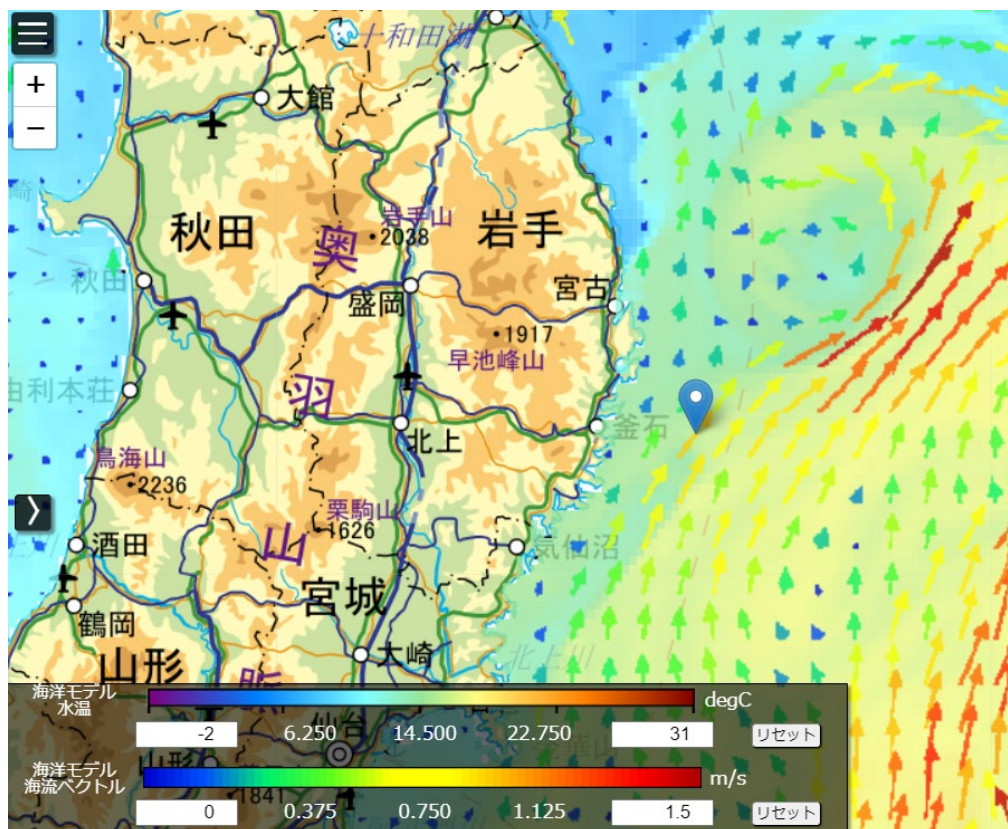 十和田湖
+
大館
−
岩手山
2038
秋田
奥
岩手
秋田
盛岡
宮古
1917
早池峰山
由利本荘
羽
釜石
北上
鳥海山
2236
栗駒山
1626
山
酒田
気仙沼
宮城
鶴岡
大崎
北上川
山形
海洋モデル
水温
degC
-2 6.250 14.500 22.750 31 リセット
仙台
山形
海洋モデル
海流ベクトル
m/s
1841
0 0.375 0.750 1.125 1.5 リセット